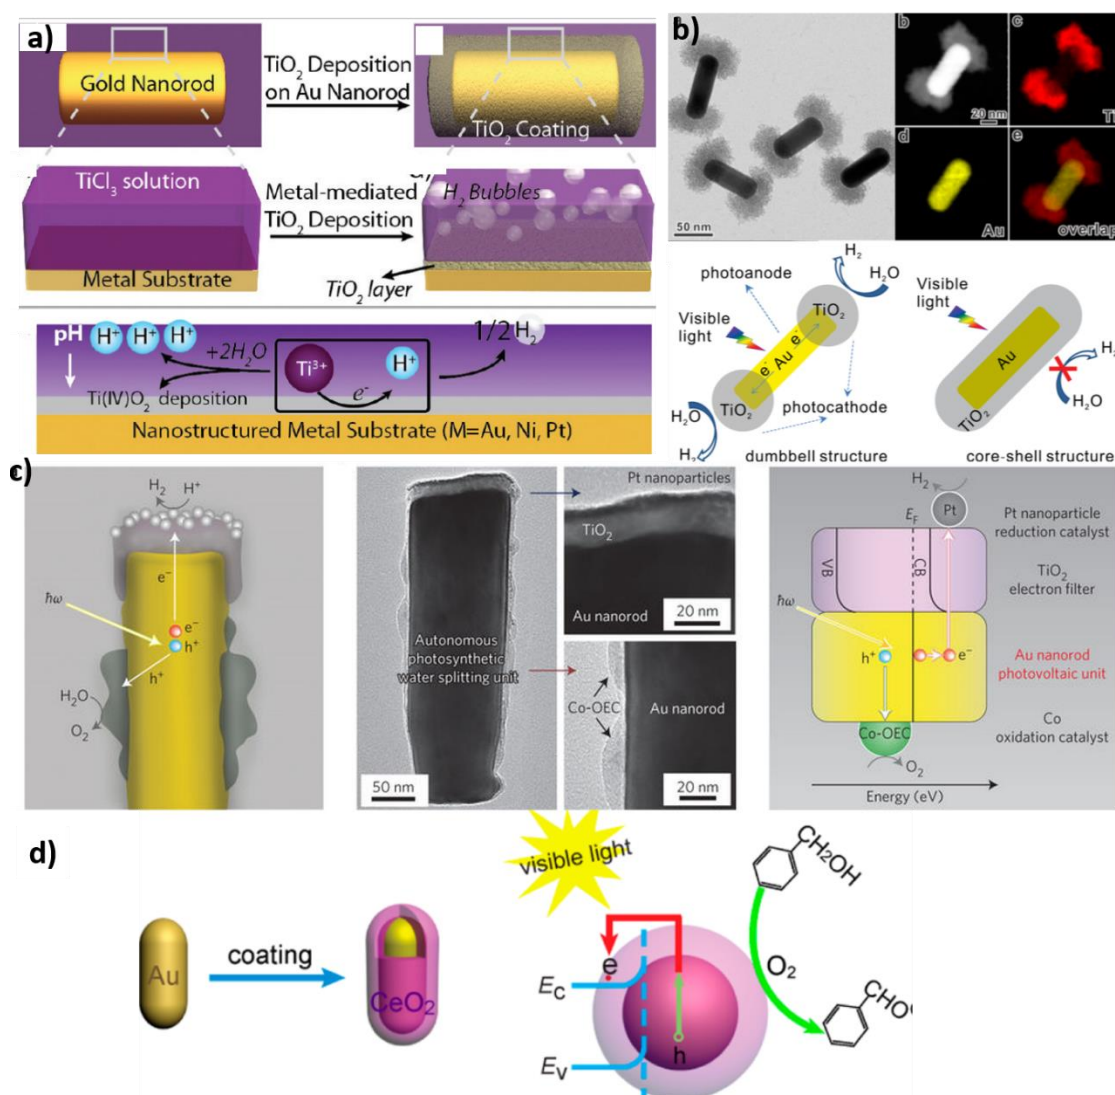 a)
Gold Nanorod
TiO2 Deposition
on Au Nanorod
TiO2 Coating
TiCl3 solution
Metal-mediated
TiO2 Deposition
H2 Bubbles
Metal Substrate
TiO2 layer
pH
H+ H+ H+
+2H2O
Ti3+
H+
e-
1/2 H2
Ti(IV)O2 deposition
Nanostructured Metal Substrate (M=Au, Ni, Pt)
b)
50 nm
b
20 nm
c
Ti
d
Au
e
overlap
photoanode
H2
H2O
Visible
light
TiO2
e-
Au
e-
TiO2
H2O
H2
photocathode
dumbbell structure
Visible
light
Au
TiO2
H2
H2O
core-shell structure
c)
H2
H+
e−
ħω
e−
h+
h+
H2O
O2
Autonomous
photosynthetic
water splitting unit
50 nm
Pt nanoparticles
TiO2
Au nanorod
20 nm
Co-OEC
Au nanorod
20 nm
H2
H+
Pt
EF
VB
CB
ħω
h+
e−
Co-OEC
O2
Energy (eV)
Pt nanoparticle
reduction catalyst
TiO2
electron filter
Au nanorod
photovoltaic unit
Co
oxidation catalyst
d)
Au
coating
CeO2
visible light
e
EC
EV
h
CH2OH
O2
CHO